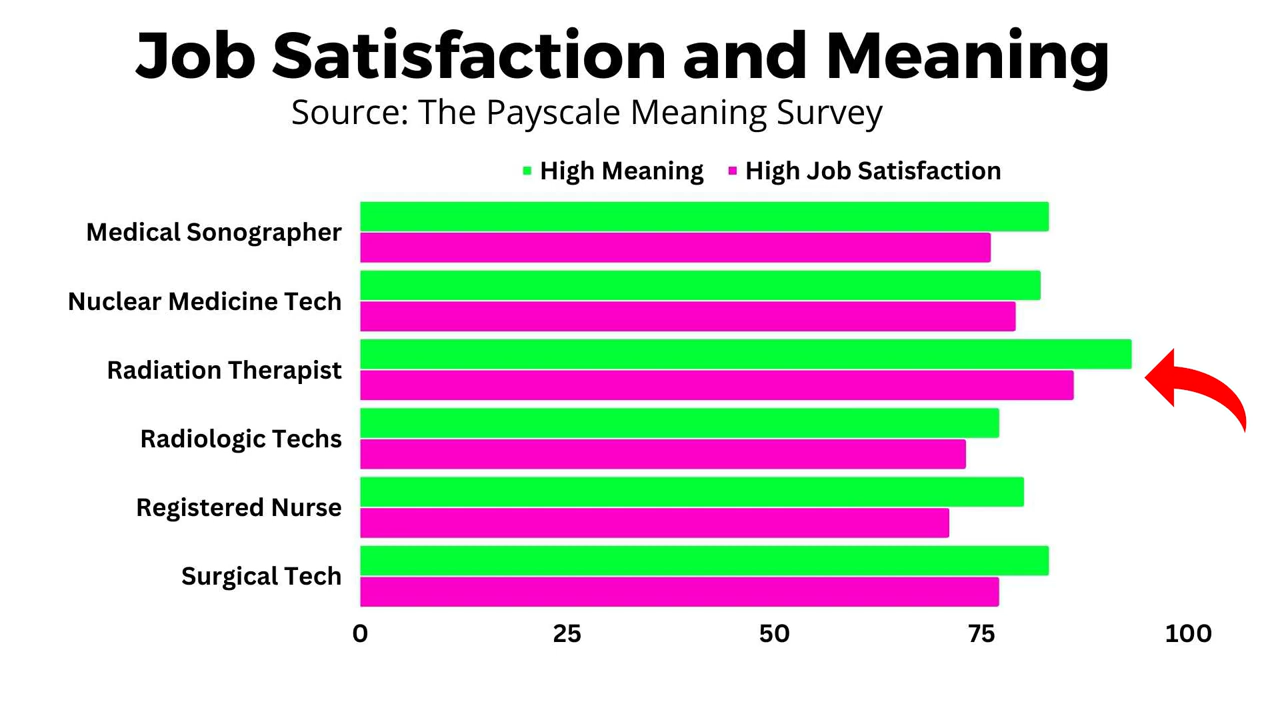 Job Satisfaction and Meaning
Source: The Payscale Meaning Survey
High Meaning High Job Satisfaction
Medical Sonographer
Nuclear Medicine Tech
Radiation Therapist
Radiologic Techs
Registered Nurse
Surgical Tech
0 25 50 75 100